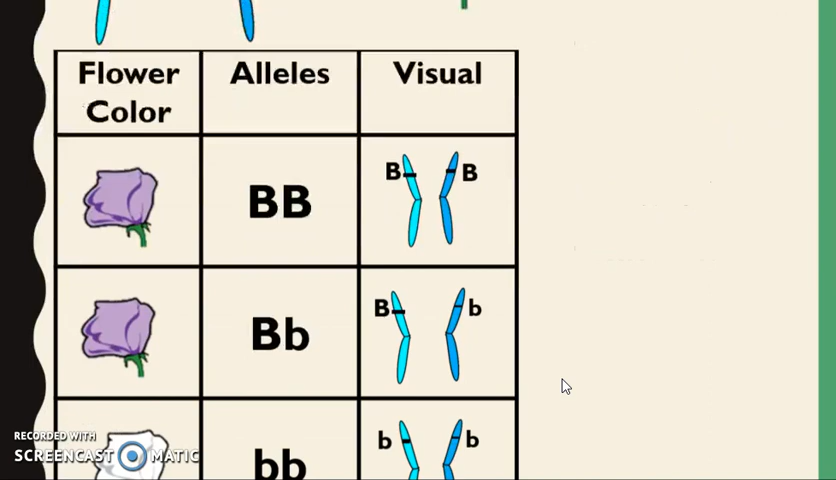 Flower Color
Alleles
Visual
BB
B
B
Bb
B
b
bb
b
b
RECORDED WITH
SCREENCAST MATIC